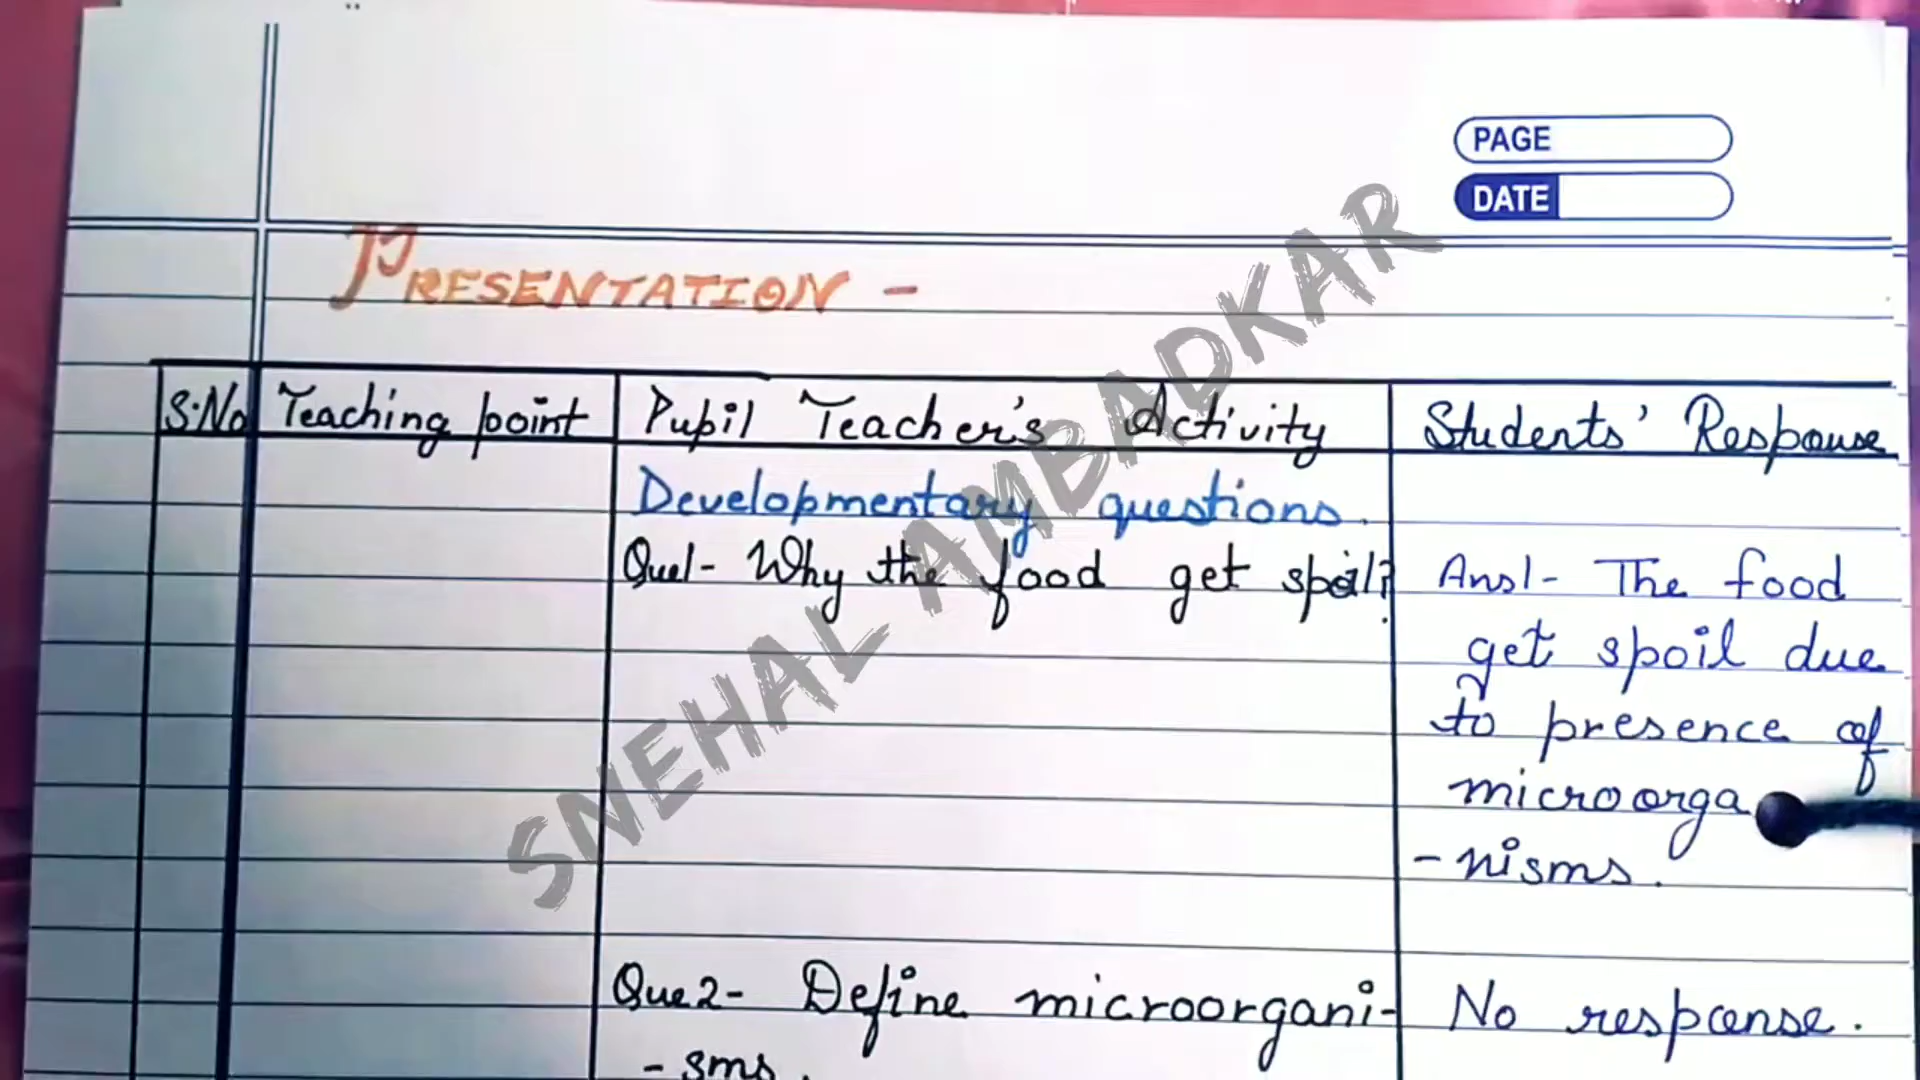 PAGE
DATE
PRESENTATION -
S.No Teaching point Pupil Teacher's Activity Students' Response
Developmentary questions.
Que1- Why the food get spoil? Ans1- The food
get spoil due
to presence of
microorga
-nisms.
Que2- Define microorgani- No response.
-sms.
SNEHAL AMBADKAR